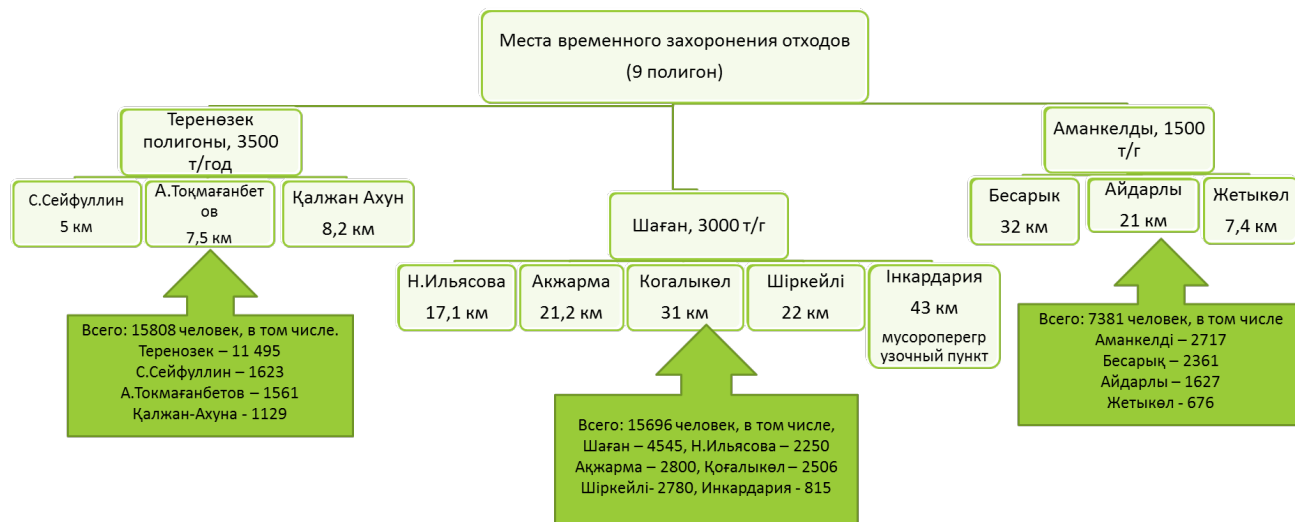 Места временного захоронения отходов
(9 полигон)
Теренөзек
полигоны, 3500
т/год
С.Сейфуллин
5 км
А.Тоқмағанбет
ов
7,5 км
Қалжан Ахун
8,2 км
Шаған, 3000 т/г
Н.Ильясова
17,1 км
Акжарма
21,2 км
Когалыкөл
31 км
Шіркейлі
22 км
Інкардария
43 км
мусороперегр
узочный пункт
Аманкелды, 1500
т/г
Бесарык
32 км
Айдарлы
21 км
Жетыкөл
7,4 км
Всего: 15808 человек, в том числе.
Теренозек – 11 495
С.Сейфуллин – 1623
А.Токмағанбетов – 1561
Қалжан-Ахуна - 1129
Всего: 15696 человек, в том числе,
Шаған – 4545, Н.Ильясова – 2250
Ақжарма – 2800, Қоғалыкөл – 2506
Шіркейлі- 2780, Инкардария - 815
Всего: 7381 человек, в том числе
Аманкелді – 2717
Бесарық – 2361
Айдарлы – 1627
Жетыкөл - 676